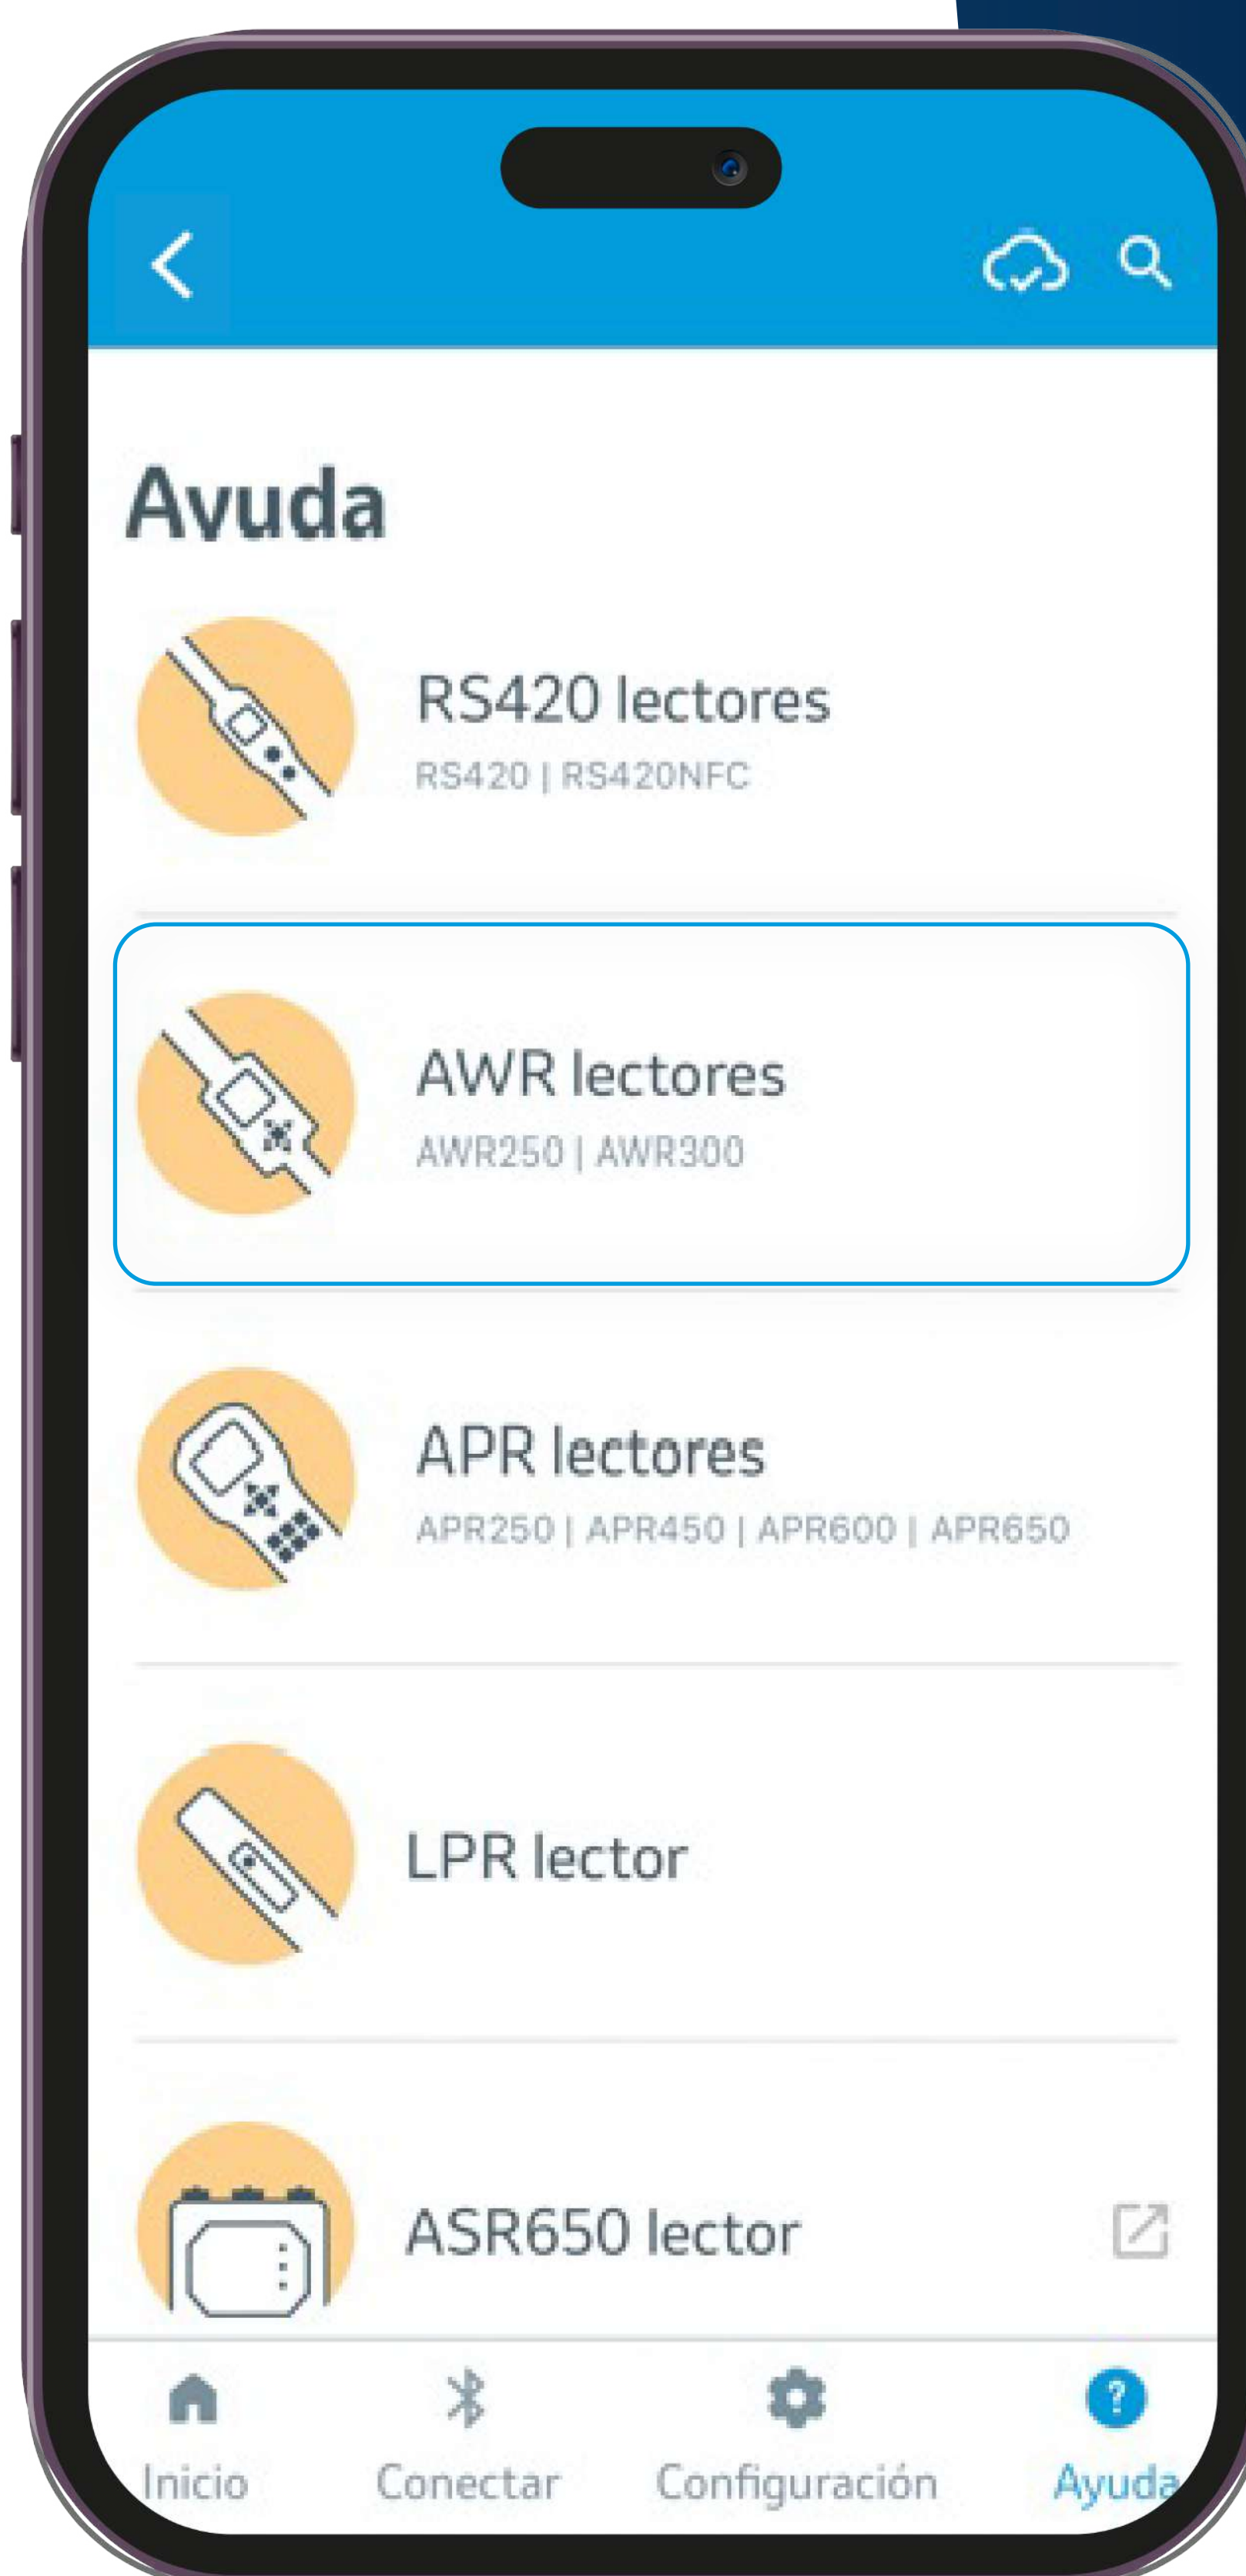 Ayuda
RS420 lectores
RS420 | RS420NFC
AWR lectores
AWR250 | AWR300
APR lectores
APR250 | APR450 | APR600 | APR650
LPR lector
ASR650 lector
Inicio
Conectar
Configuración
Ayuda